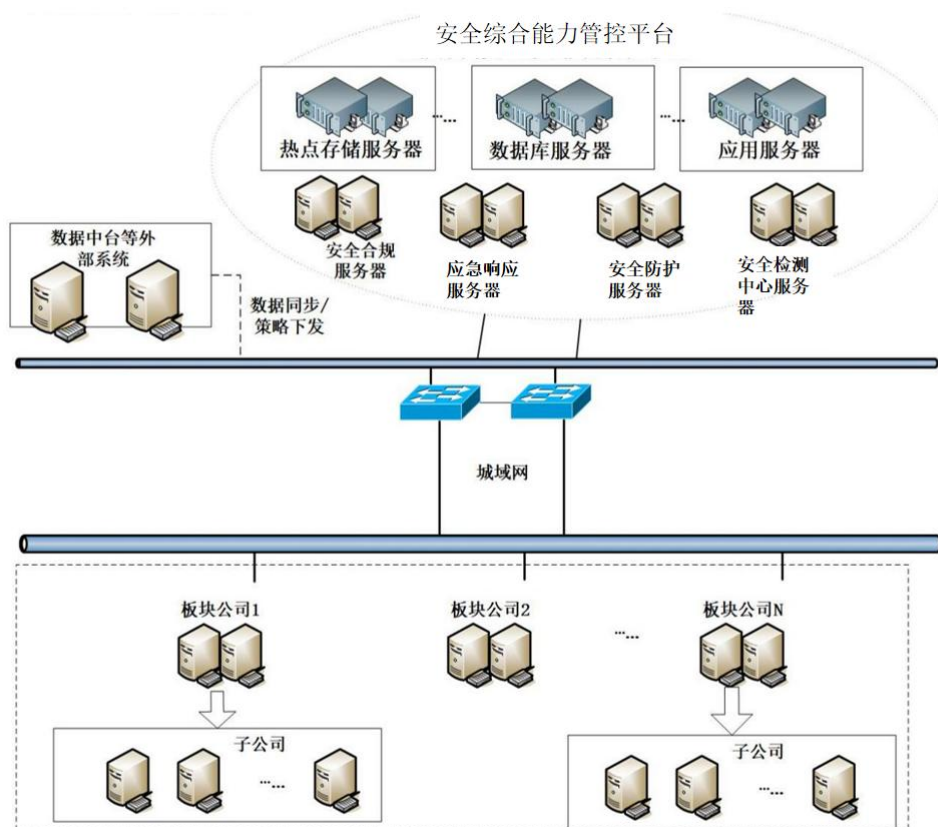 安全综合能力管控平台
热点存储服务器
...…
数据库服务器
...…
应用服务器
安全合规
服务器
应急响应
服务器
安全防护
服务器
安全检测
中心服务
器
数据中台等外
部系统
数据同步/
策略下发
城域网
板块公司1
板块公司2
...…
板块公司N
子公司
...…
子公司
...…